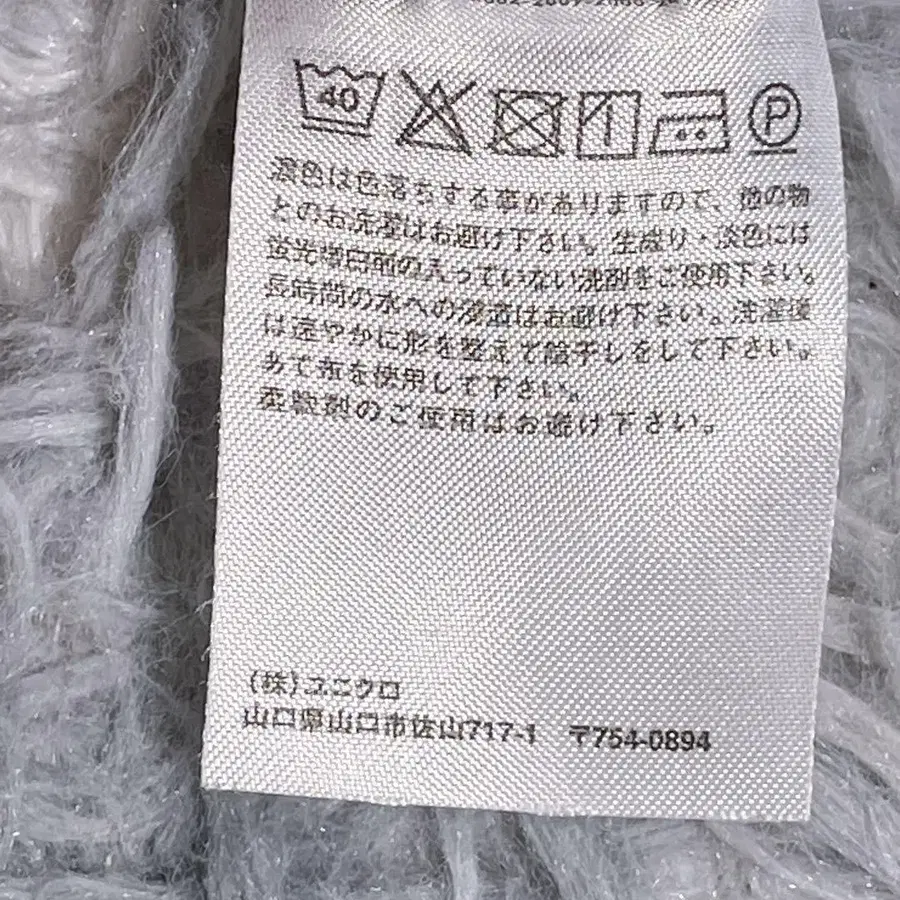 40
P
濃色は色落ちする事がありますので、他の物
とのお洗濯はお避け下さい。生成り・淡色には
蛍光増白剤の入っていない洗剤をご使用下さい。
長時間の水への浸漬はお避け下さい。洗濯後
は速やかに形を整えて陰干しをして下さい。
あて布を使用して下さい。
柔軟剤のご使用はお避け下さい。
(株)ユニクロ
山口県山口市佐山717-1 〒754-0894